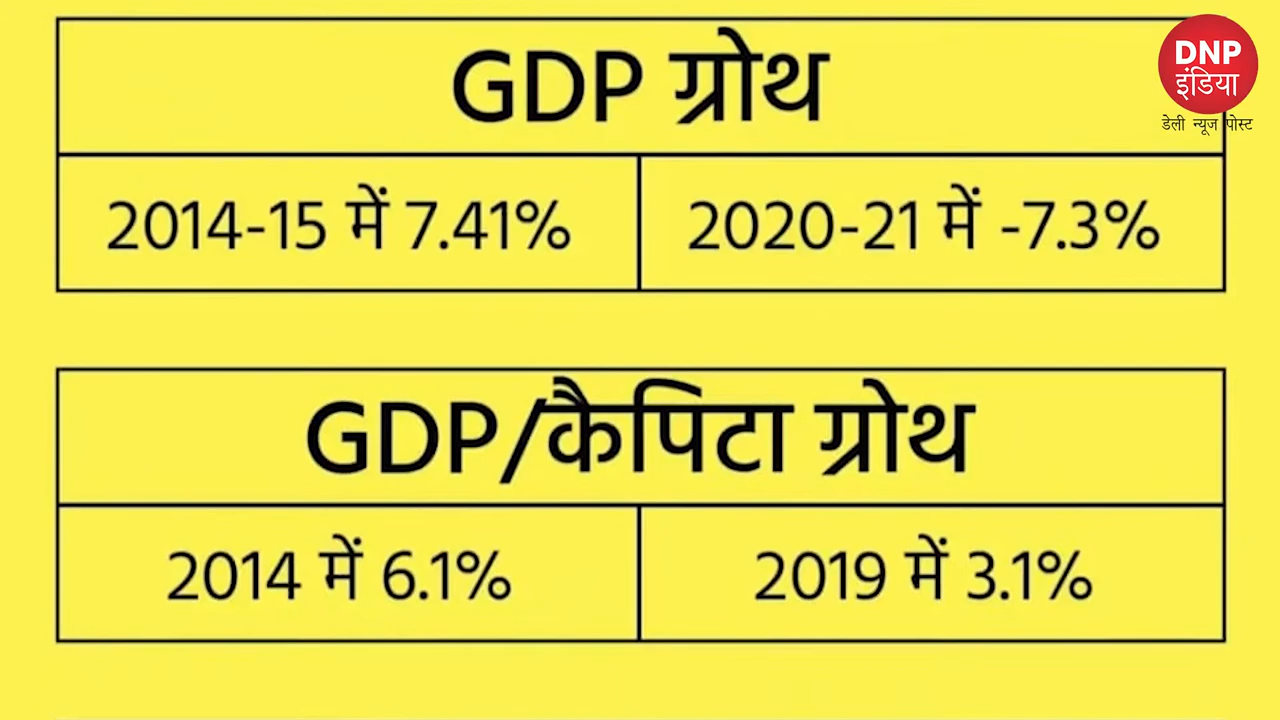 GDP ग्रोथ
DNP
इंडिया
डेली न्यूज पोस्ट
2014-15 में 7.41%
2020-21 में -7.3%
GDP/कैपिटा ग्रोथ
2014 में 6.1%
2019 में 3.1%